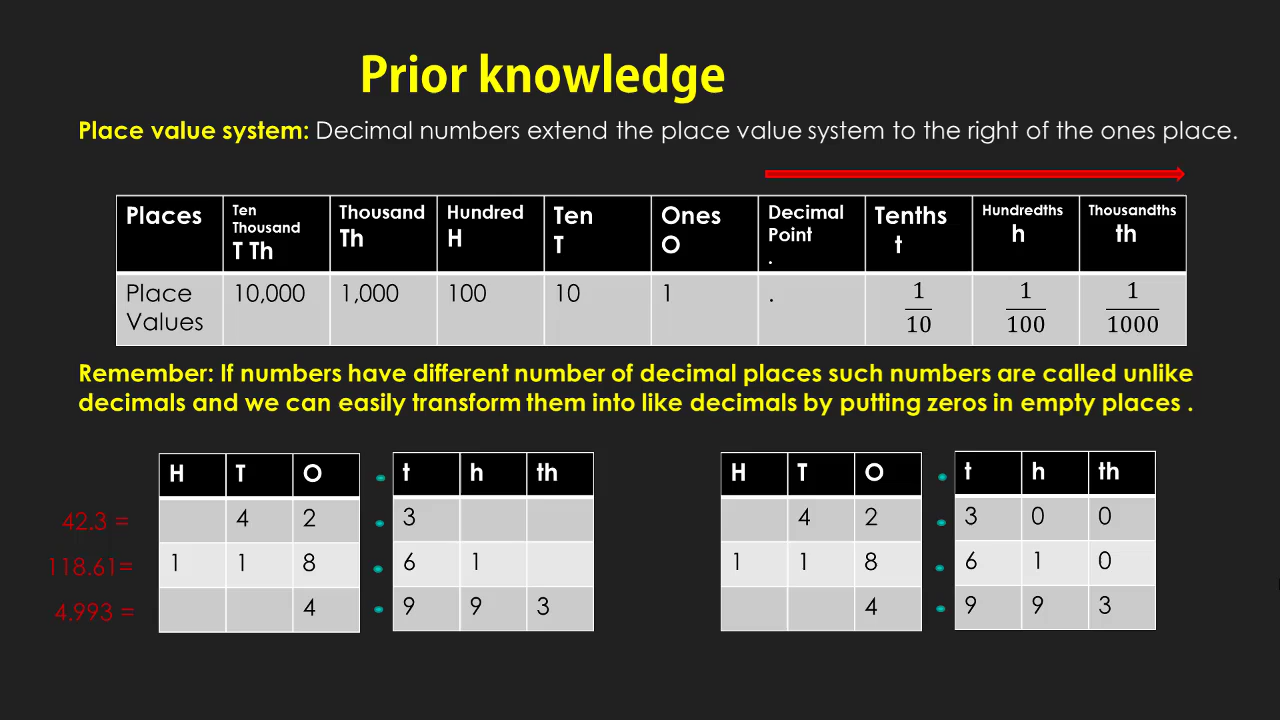 Prior knowledge
Place value system: Decimal numbers extend the place value system to the right of the ones place.
Places Ten Thousand T Th Thousand Th Hundred H Ten T Ones O Decimal Point . Tenths t Hundredths h Thousandths th
Place Values 10,000 1,000 100 10 1 . 1/10 1/100 1/1000
Remember: If numbers have different number of decimal places such numbers are called unlike
decimals and we can easily transform them into like decimals by putting zeros in empty places .
H T O . t h th
42.3 = 4 2 . 3
118.61= 1 1 8 . 6 1
4.993 = 4 . 9 9 3
H T O . t h th
4 2 . 3 0 0
1 1 8 . 6 1 0
4 . 9 9 3